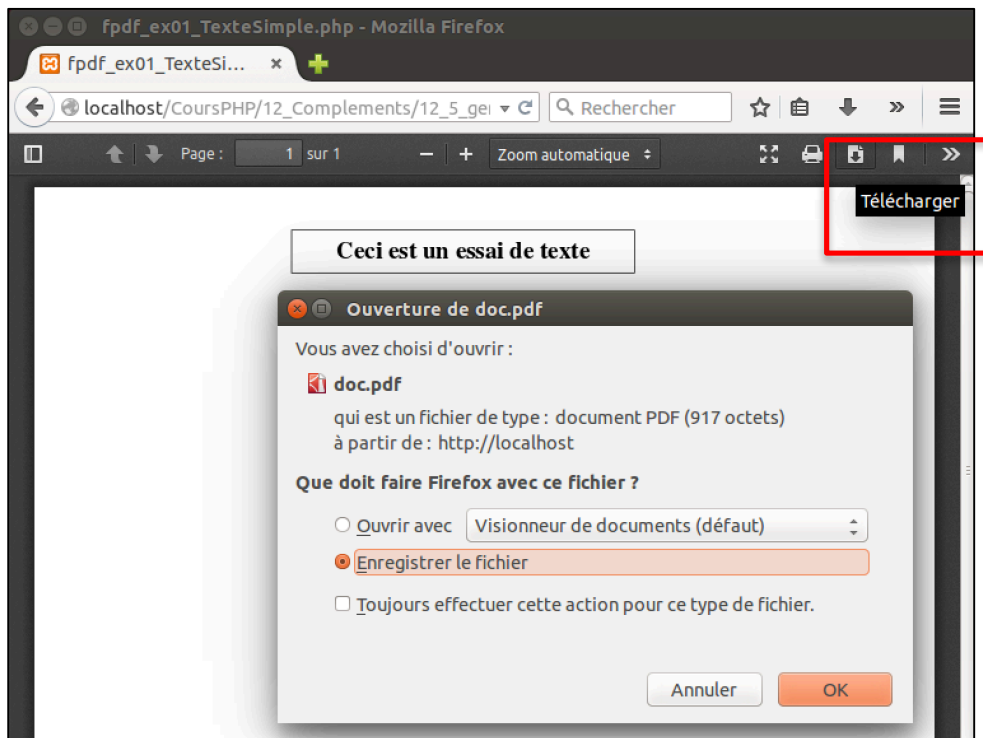 fpdf_ex01_TexteSimple.php - Mozilla Firefox
fpdf_ex01_TexteSi...
localhost/CoursPHP/12_Complements/12_5_ge Rechercher
Page : 1 sur 1 Zoom automatique
Télécharger
Ceci est un essai de texte
Ouverture de doc.pdf
Vous avez choisi d'ouvrir :
doc.pdf
qui est un fichier de type : document PDF (917 octets)
à partir de : http://localhost
Que doit faire Firefox avec ce fichier ?
Ouvrir avec Visionneur de documents (défaut)
Enregistrer le fichier
Toujours effectuer cette action pour ce type de fichier.
Annuler OK